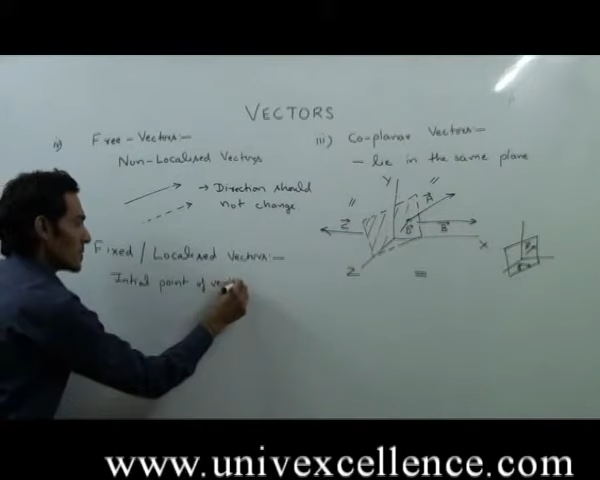 VECTORS
ii) Free-Vectors:-
Non-Localised Vectors
→ Direction should
not change
Fixed / Localised Vectors:-
Initial point of vect
iii) Co-planar Vectors:-
- lie in the same plane
Y
A
B
C
X
Z
www.univexcellence.com